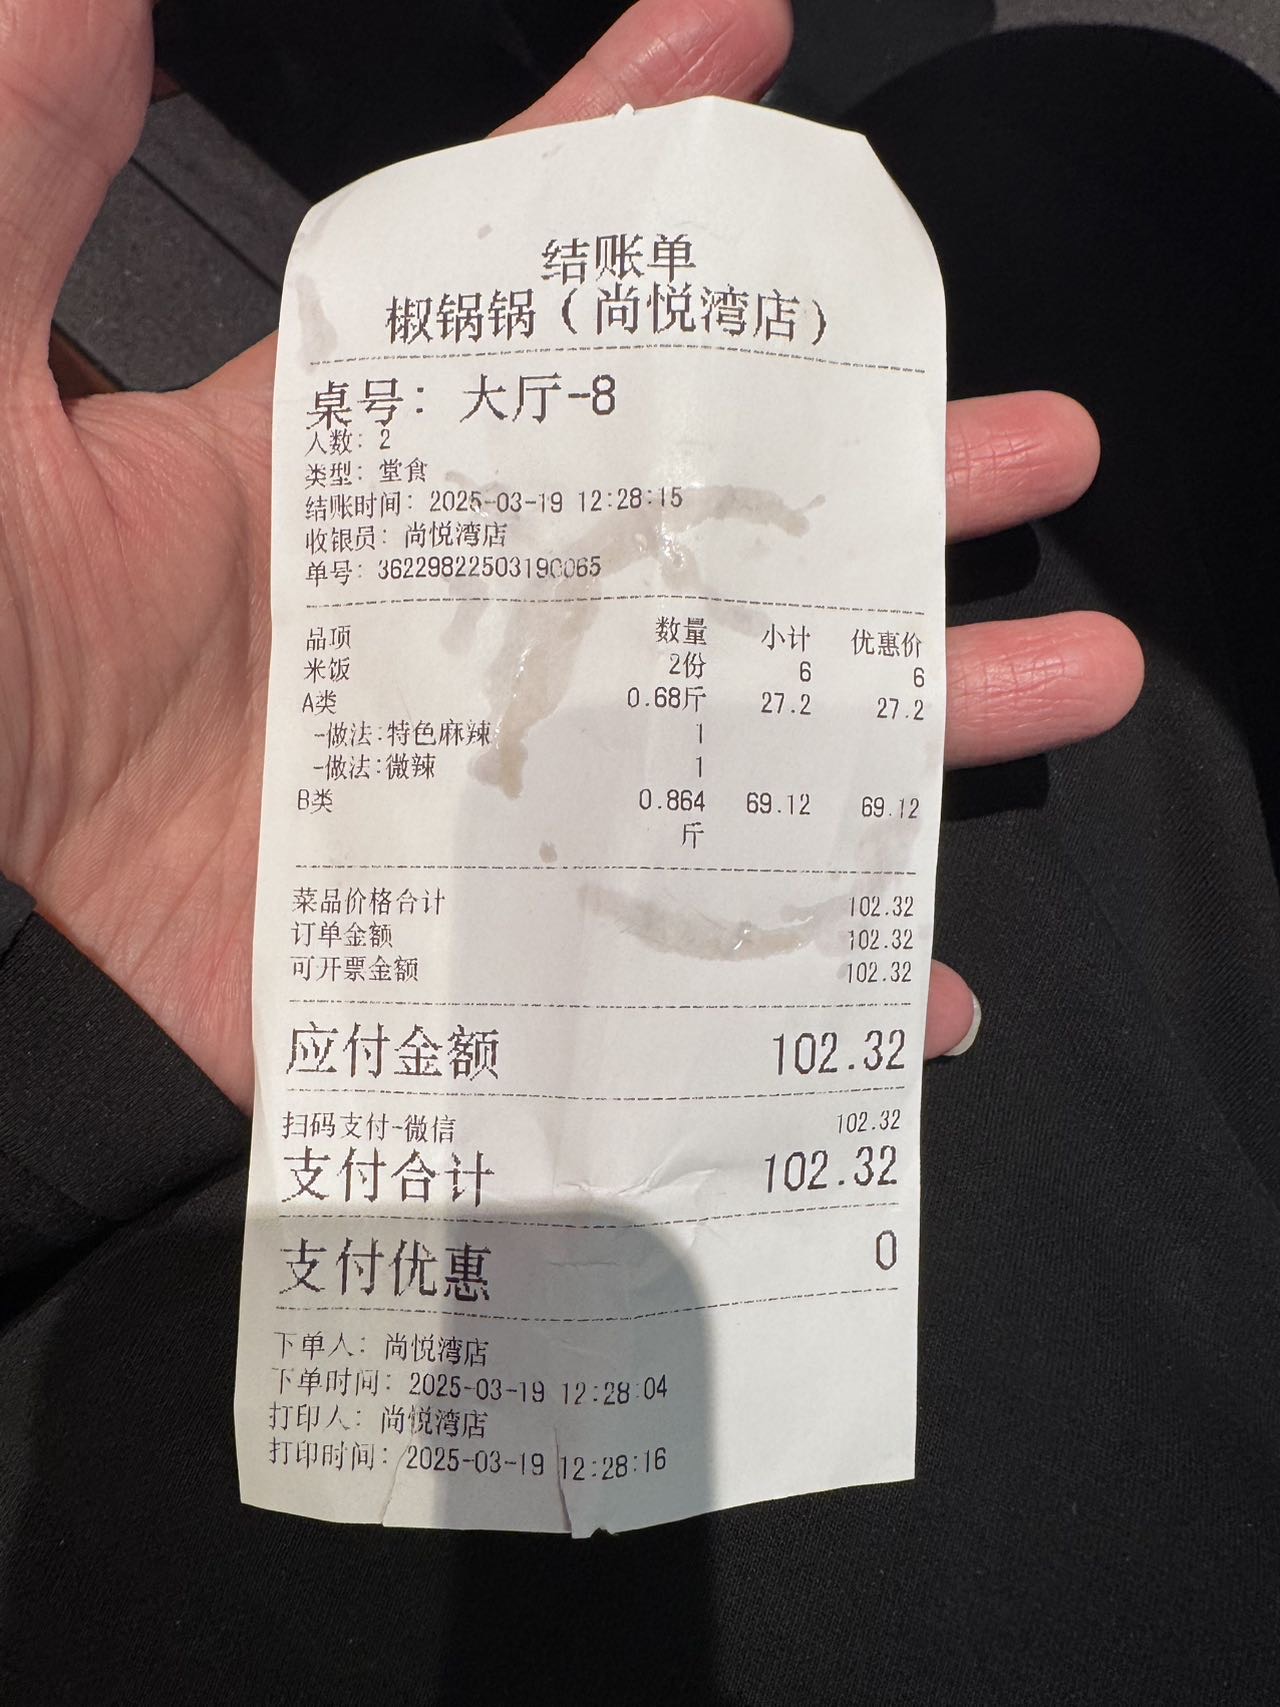 结账单
椒锅锅（尚悦湾店）
桌号：大厅-8
人数：2
类型：堂食
结账时间：2025-03-19 12:28:15
收银员：尚悦湾店
单号：36229822503190065
品项 数量 小计 优惠价
米饭 2份 6 6
A类 0.68斤 27.2 27.2
-做法:特色麻辣 1
-做法:微辣 1
B类 0.864 69.12 69.12
斤
菜品价格合计 102.32
订单金额 102.32
可开票金额 102.32
应付金额 102.32
扫码支付-微信 102.32
支付合计 102.32
支付优惠 0
下单人：尚悦湾店
下单时间：2025-03-19 12:28:04
打印人：尚悦湾店
打印时间：2025-03-19 12:28:16